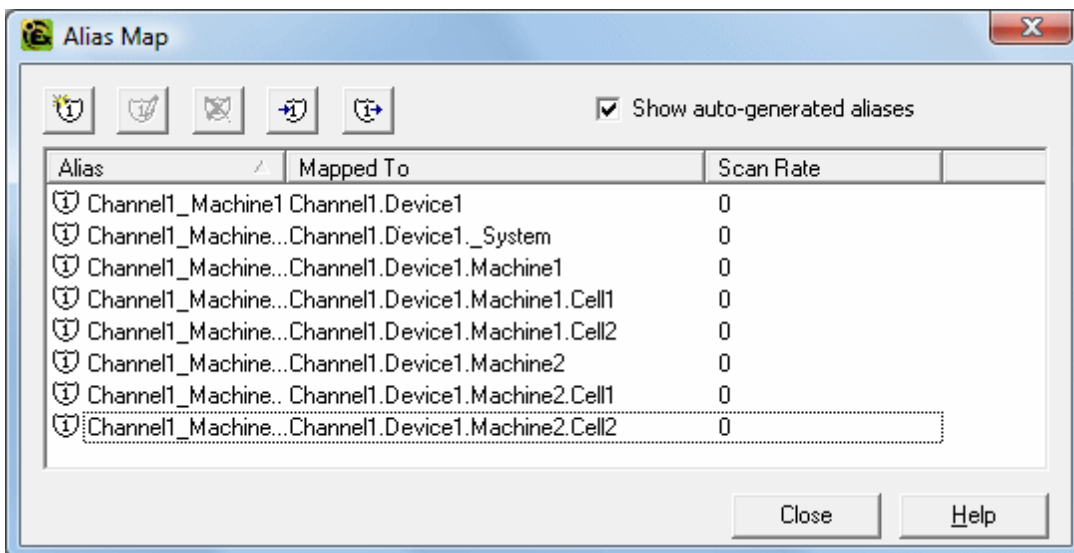 Alias Map
Show auto-generated aliases
Alias Mapped To Scan Rate
Channel1_Machine1 Channel1.Device1 0
Channel1_Machine... Channel1.Device1._System 0
Channel1_Machine... Channel1.Device1.Machine1 0
Channel1_Machine... Channel1.Device1.Machine1.Cell1 0
Channel1_Machine... Channel1.Device1.Machine1.Cell2 0
Channel1_Machine... Channel1.Device1.Machine2 0
Channel1_Machine... Channel1.Device1.Machine2.Cell1 0
Channel1_Machine... Channel1.Device1.Machine2.Cell2 0
Close Help